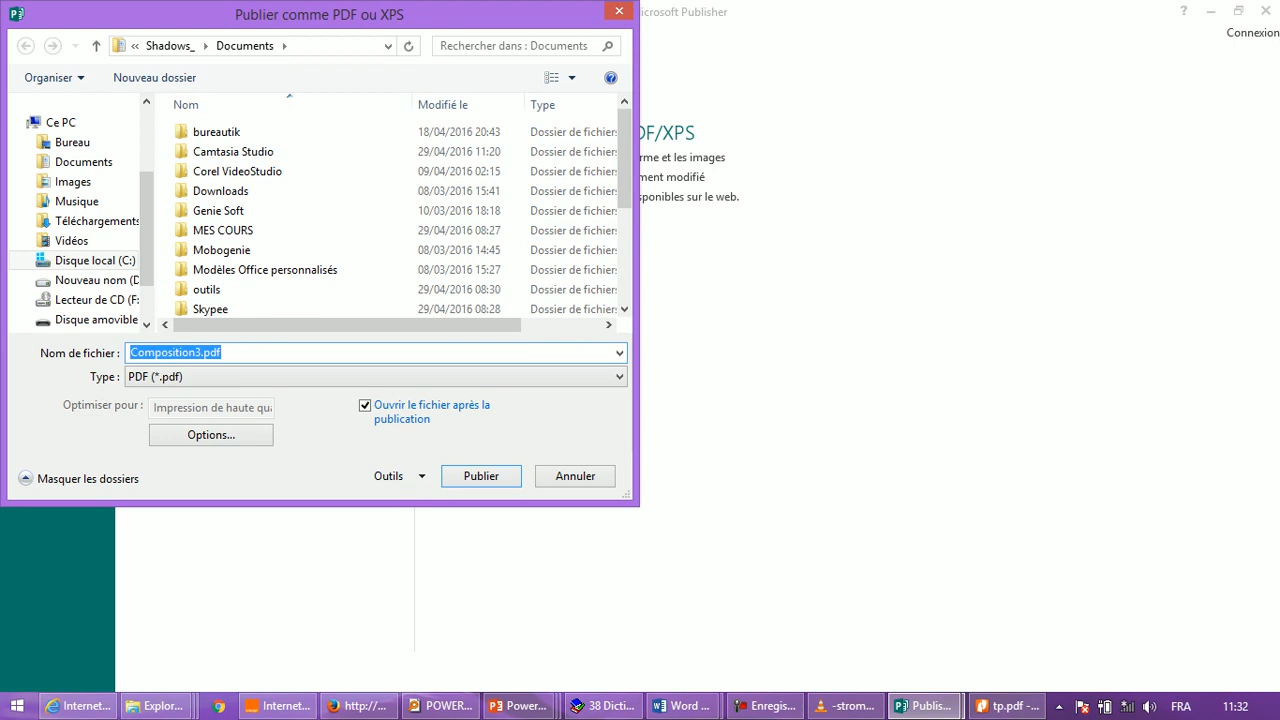 Publier comme PDF ou XPS
icrosoft Publisher
Connexion
Shadows_ Documents
Rechercher dans : Documents
Organiser
Nouveau dossier
Nom Modifié le Type
Ce PC
Bureau
Documents
Images
Musique
Téléchargements
Vidéos
Disque local (C:)
Nouveau nom (D
Lecteur de CD (F:
Disque amovible
bureautik 18/04/2016 20:43 Dossier de fichiers
Camtasia Studio 29/04/2016 11:20 Dossier de fichiers
Corel VideoStudio 09/04/2016 02:15 Dossier de fichiers
Downloads 08/03/2016 15:41 Dossier de fichiers
Genie Soft 10/03/2016 18:18 Dossier de fichiers
MES COURS 29/04/2016 08:27 Dossier de fichiers
Mobogenie 08/03/2016 14:45 Dossier de fichiers
Modèles Office personnalisés 08/03/2016 15:27 Dossier de fichiers
outils 29/04/2016 08:30 Dossier de fichiers
Skypee 29/04/2016 08:28 Dossier de fichiers
DF/XPS
rme et les images
ment modifié
sponibles sur le web.
Nom de fichier : Composition3.pdf
Type : PDF (*.pdf)
Optimiser pour : Impression de haute qua
Ouvrir le fichier après la
publication
Options...
Masquer les dossiers
Outils
Publier
Annuler
Internet... Explor... Internet... http://... POWER... Power... 38 Dict... Word ... Enregis... -strom... Publis... tp.pdf -... FRA 11:32